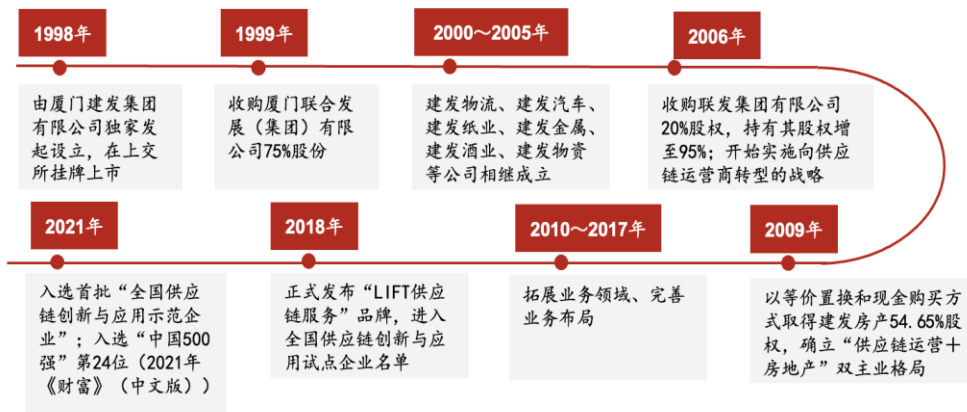 1998年
由厦门建发集团
有限公司独家发
起设立，在上交
所挂牌上市
1999年
收购厦门联合发
展（集团）有限
公司75%股份
2000～2005年
建发物流、建发汽车、
建发纸业、建发金属、
建发酒业、建发物资
等公司相继成立
2006年
收购联发集团有限公司
20%股权，持有其股权增
至95%；开始实施向供应
链运营商转型的战略
2009年
以等价置换和现金购买方
式取得建发房产54.65%股
权，确立“供应链运营＋
房地产”双主业格局
2010～2017年
拓展业务领域、完善
业务布局
2018年
正式发布“LIFT供应
链服务”品牌，进入
全国供应链创新与应
用试点企业名单
2021年
入选首批“全国供应
链创新与应用示范企
业”；入选“中国500
强”第24位（2021年
《财富》（中文版））